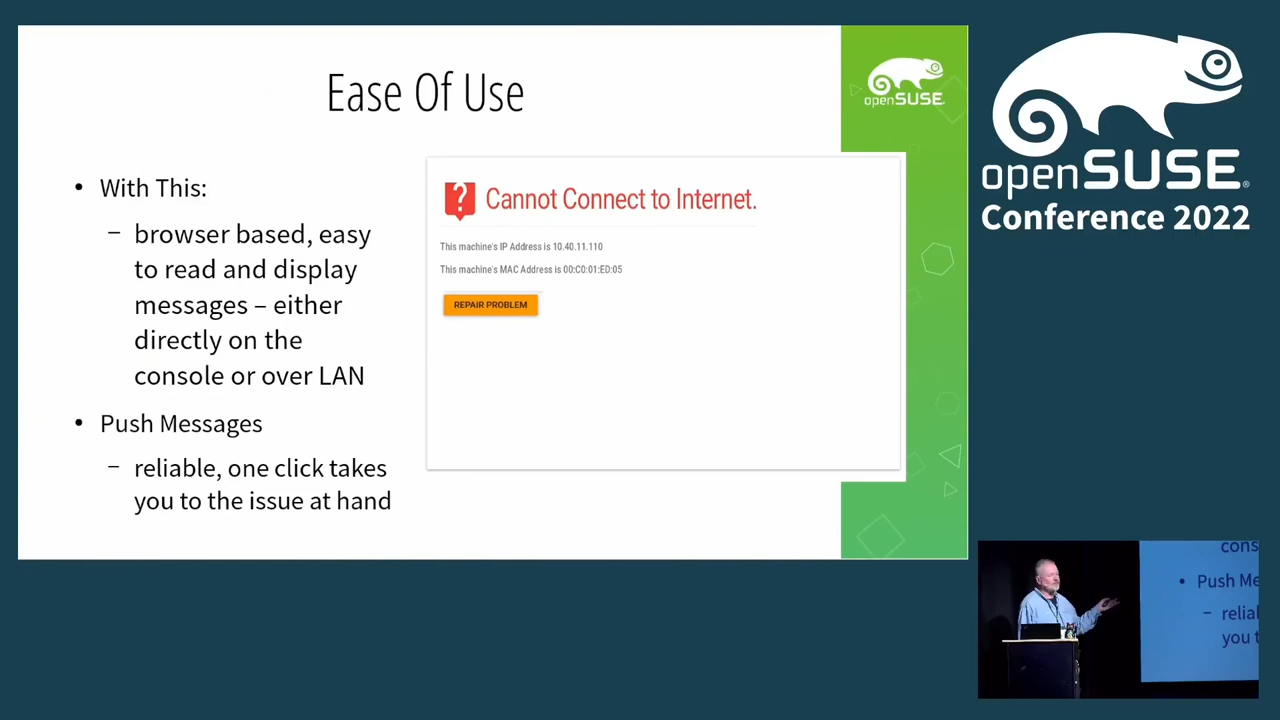 Ease Of Use
openSUSE
• With This:
– browser based, easy
to read and display
messages – either
directly on the
console or over LAN
• Push Messages
– reliable, one click takes
you to the issue at hand
?
Cannot Connect to Internet.
This machine's IP Address is 10.40.11.110
This machine's MAC Address is 00:C0:01:ED:05
REPAIR PROBLEM
openSUSE®
Conference 2022
cons
• Push Me
– relia
you t